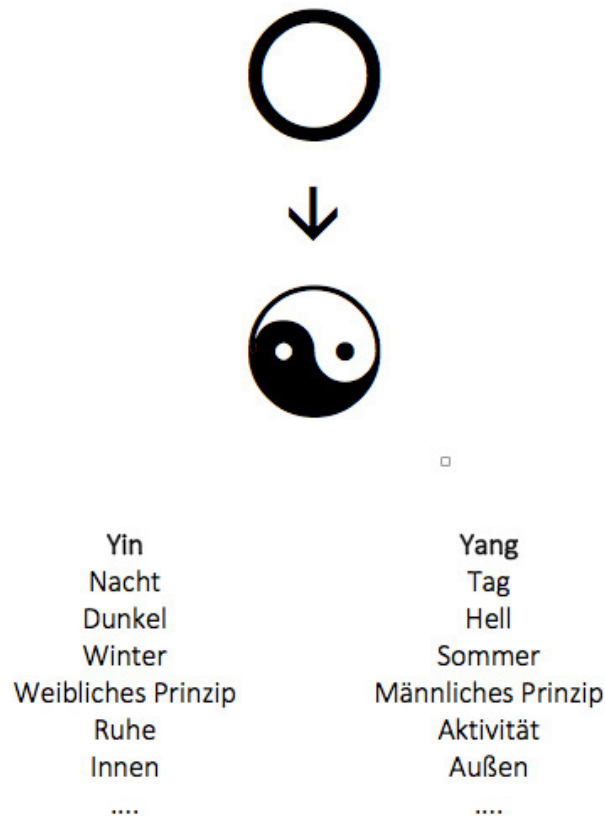 Yin Yang
Nacht Tag
Dunkel Hell
Winter Sommer
Weibliches Prinzip Männliches Prinzip
Ruhe Aktivität
Innen Außen
.... ....